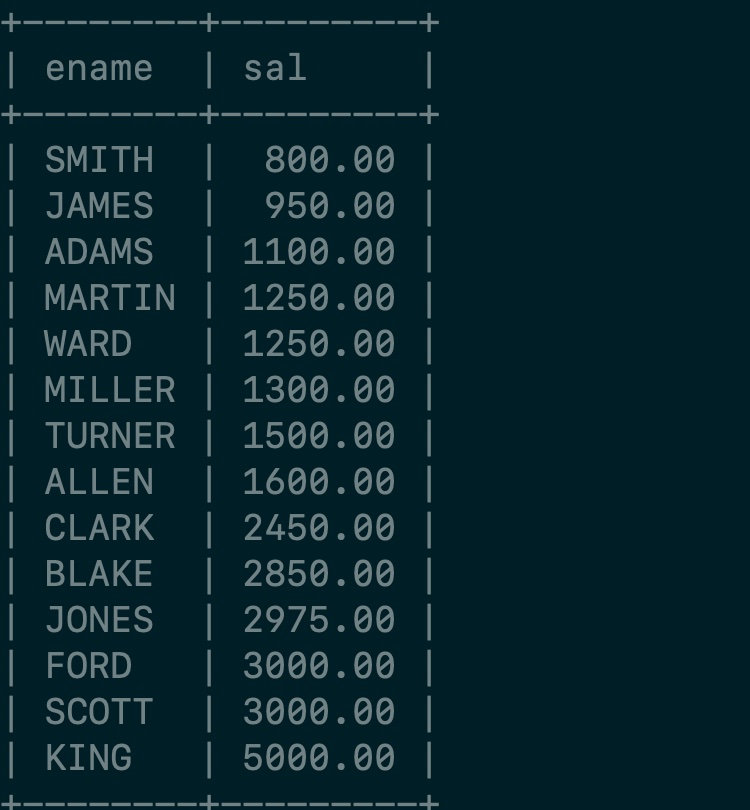 +---------+---------+
| ename   | sal     |
+---------+---------+
| SMITH   |  800.00 |
| JAMES   |  950.00 |
| ADAMS   | 1100.00 |
| MARTIN  | 1250.00 |
| WARD    | 1250.00 |
| MILLER  | 1300.00 |
| TURNER  | 1500.00 |
| ALLEN   | 1600.00 |
| CLARK   | 2450.00 |
| BLAKE   | 2850.00 |
| JONES   | 2975.00 |
| FORD    | 3000.00 |
| SCOTT   | 3000.00 |
| KING    | 5000.00 |
+---------+---------+